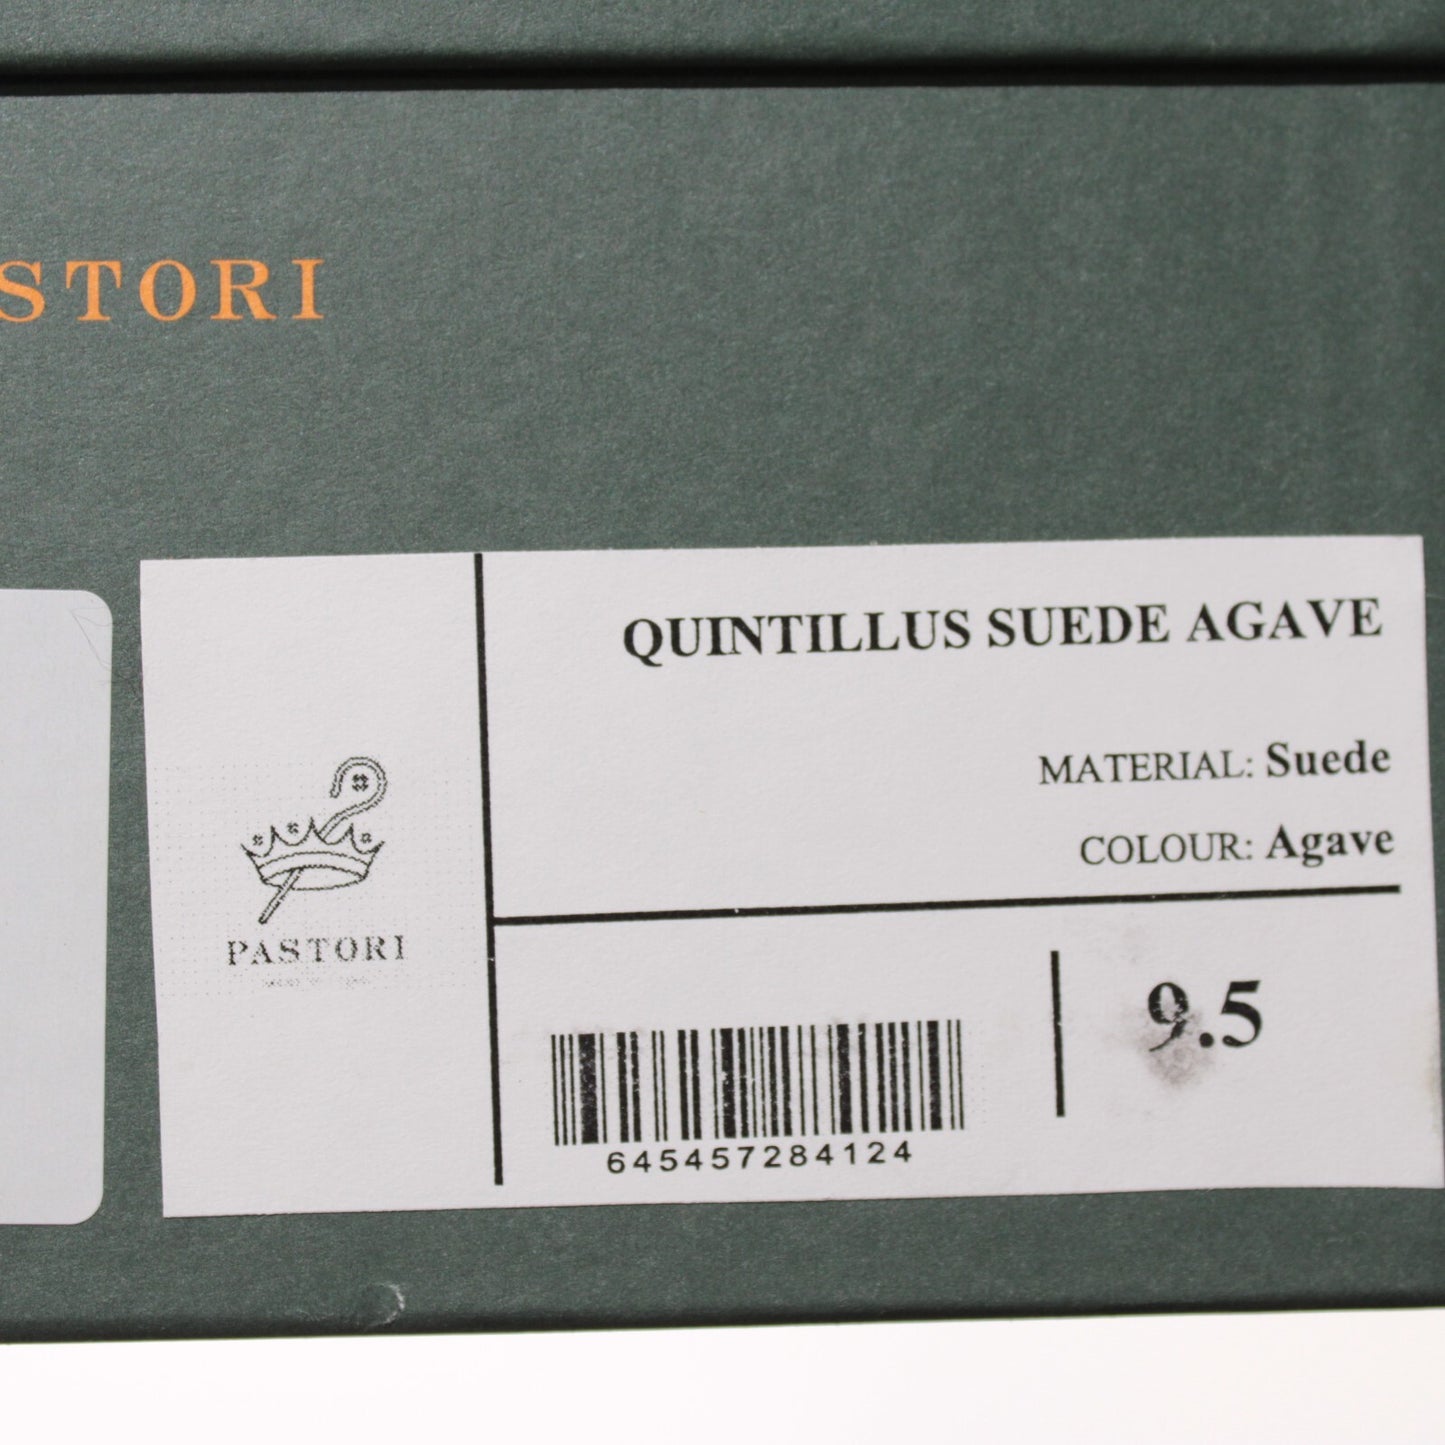 STORI
QUINTILLUS SUEDE AGAVE
MATERIAL: Suede
COLOUR: Agave
PASTORI
9.5
645457284124